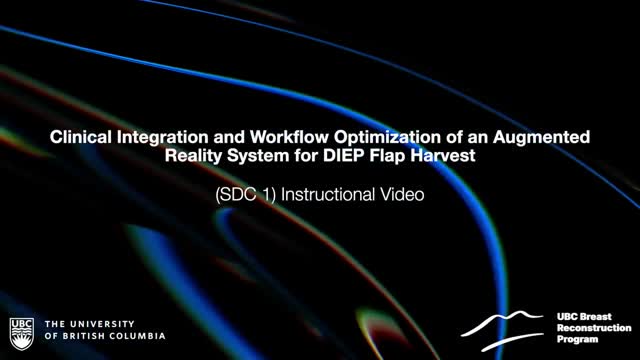 Clinical Integration and Workflow Optimization of an Augmented
Reality System for DIEP Flap Harvest
(SDC 1) Instructional Video
UBC
THE UNIVERSITY
OF BRITISH COLUMBIA
UBC Breast
Reconstruction
Program